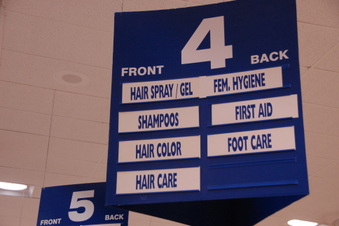 4
FRONT BACK
HAIR SPRAY / GEL FEM. HYGIENE
SHAMPOOS FIRST AID
HAIR COLOR FOOT CARE
HAIR CARE
5
FRONT BACK